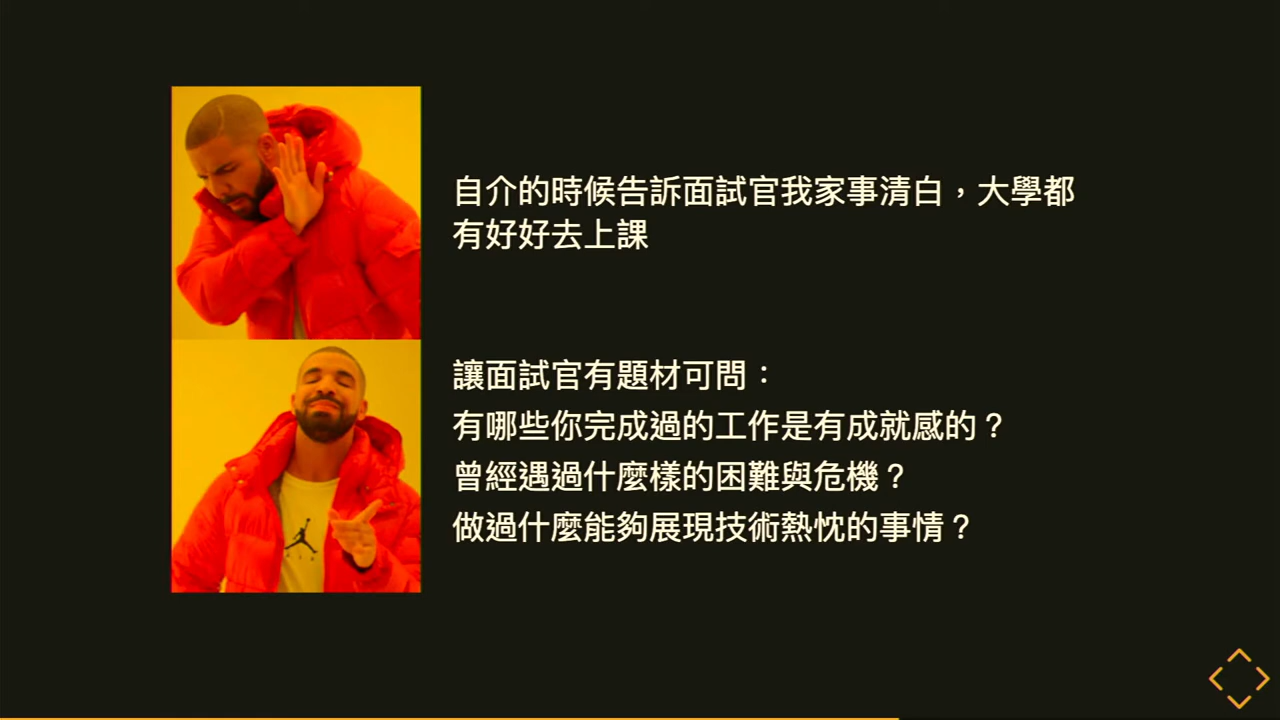 自介的時候告訴面試官我家事清白，大學都
有好好去上課
讓面試官有題材可問：
有哪些你完成過的工作是有成就感的？
曾經遇過什麼樣的困難與危機？
做過什麼能夠展現技術熱忱的事情？